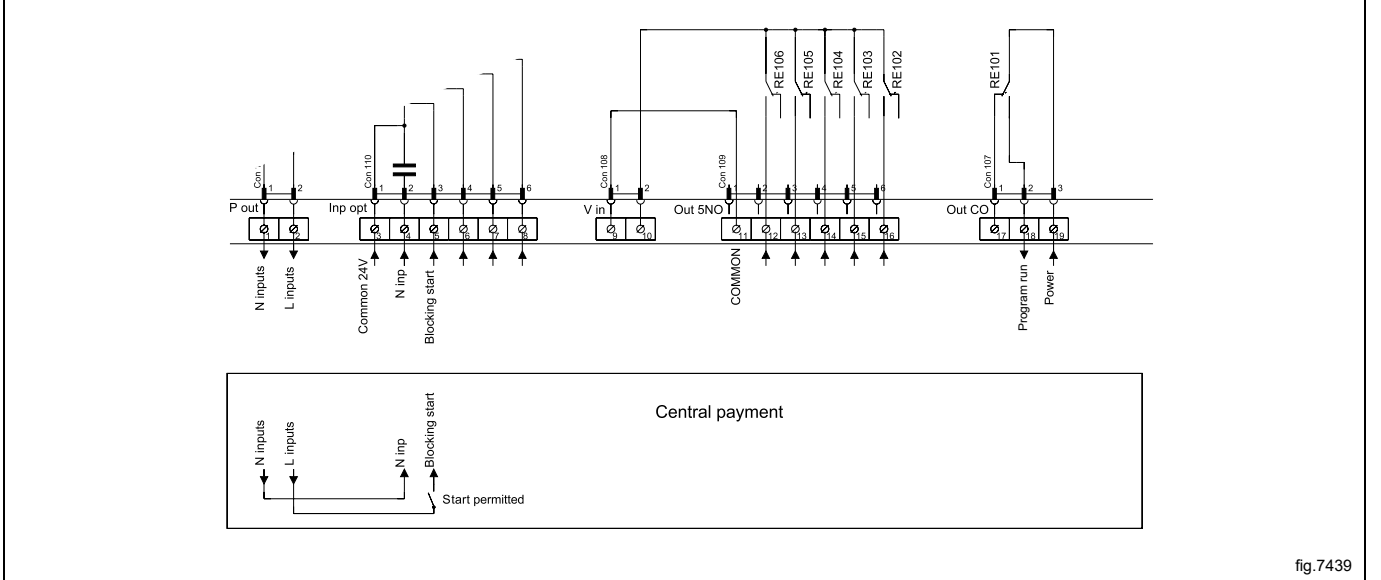 RE106
RE105
RE104
RE103
RE102
RE101
Con
Con 110
Con 108
Con 109
Con 107
1 2
1 2 3 4 5 6
1 2
1 2 3 4 5 6
1 2 3
P out
Inp opt
V in
Out 5NO
Out CO
1 2
3 4 5 6 7 8
9 10
11 12 13 14 15 16
17 18 19
N inputs
L inputs
Common 24V
N inp
Blocking start
COMMON
Program run
Power
Central payment
N inputs
L inputs
N inp
Blocking start
Start permitted
fig.7439